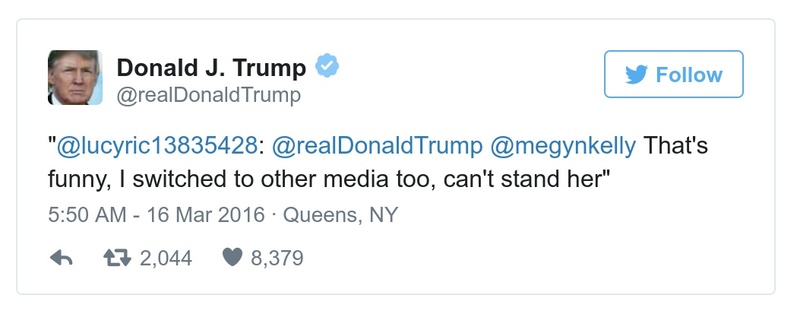 Donald J. Trump
@realDonaldTrump
Follow
"@lucyric13835428: @realDonaldTrump @megynkelly That's
funny, I switched to other media too, can't stand her"
5:50 AM - 16 Mar 2016 · Queens, NY
2,044 8,379